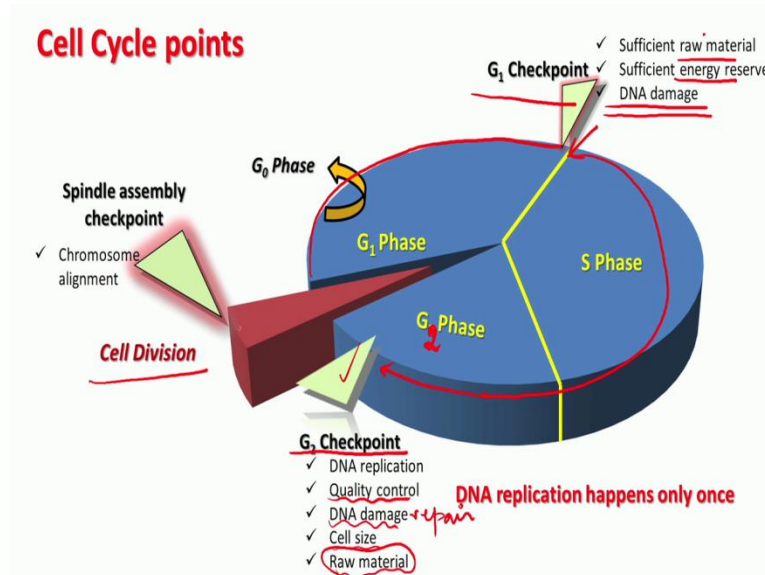 Cell Cycle points
G₁ Checkpoint
✓ Sufficient raw material
✓ Sufficient energy reserve
✓ DNA damage
G₀ Phase
Spindle assembly
checkpoint
✓ Chromosome
alignment
G₁ Phase
S Phase
G2 Phase
Cell Division
G₂ Checkpoint
✓ DNA replication
✓ Quality control
✓ DNA damage repair
✓ Cell size
✓ Raw material
DNA replication happens only once